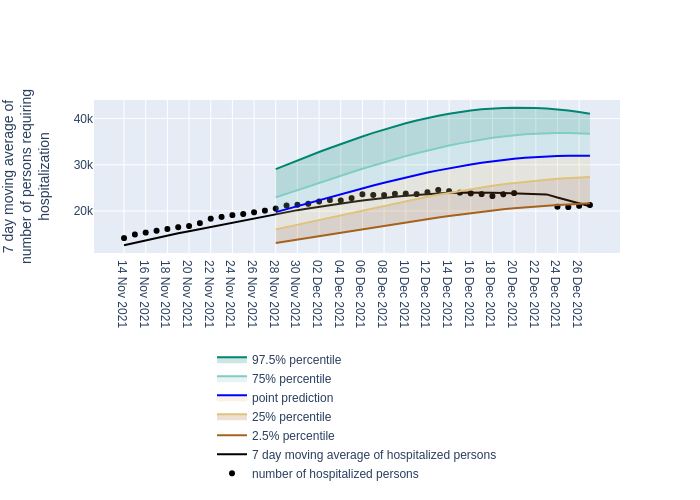 7 day moving average of
number of persons requiring
hospitalization
40k
30k
20k
14 Nov 2021
16 Nov 2021
18 Nov 2021
20 Nov 2021
22 Nov 2021
24 Nov 2021
26 Nov 2021
28 Nov 2021
30 Nov 2021
02 Dec 2021
04 Dec 2021
06 Dec 2021
08 Dec 2021
10 Dec 2021
12 Dec 2021
14 Dec 2021
16 Dec 2021
18 Dec 2021
20 Dec 2021
22 Dec 2021
24 Dec 2021
26 Dec 2021
97.5% percentile
75% percentile
point prediction
25% percentile
2.5% percentile
7 day moving average of hospitalized persons
number of hospitalized persons